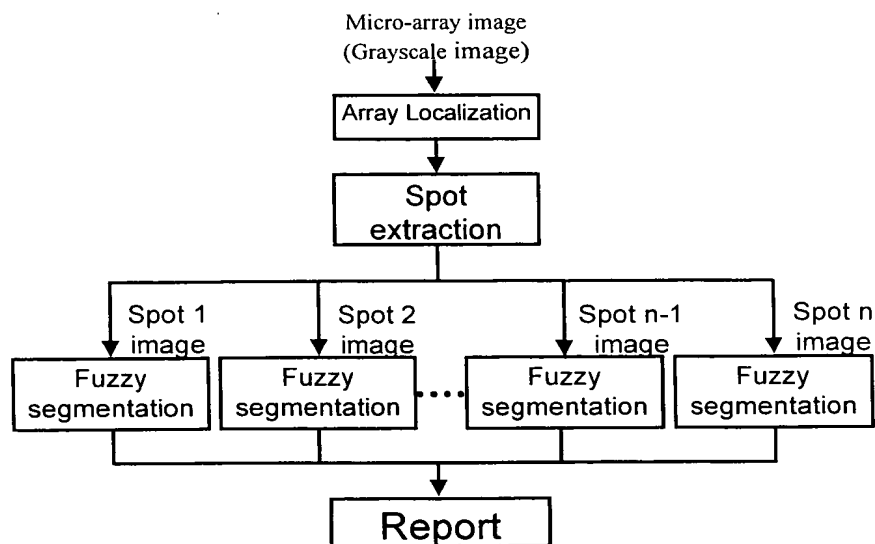 Micro-array image
(Grayscale image)
Array Localization
Spot
extraction
Spot 1
image
Spot 2
image
Spot n-1
image
Spot n
image
Fuzzy
segmentation
Fuzzy
segmentation
Fuzzy
segmentation
Fuzzy
segmentation
Report